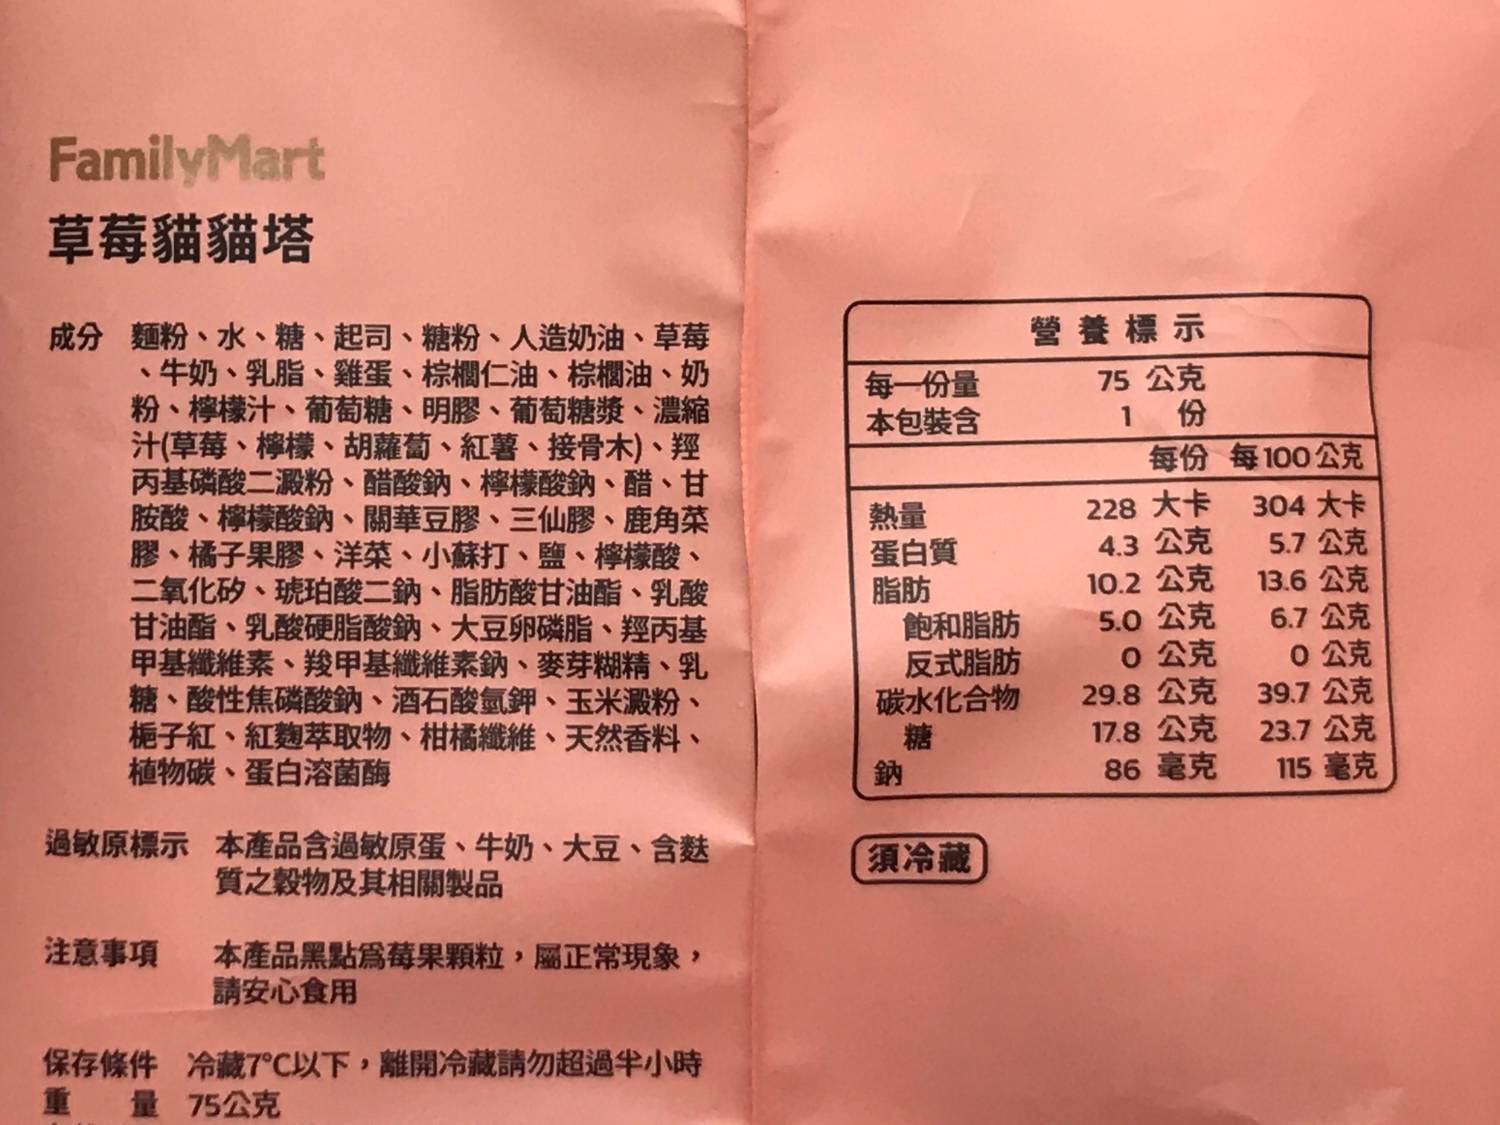 FamilyMart
草莓貓貓塔
成分 麵粉、水、糖、起司、糖粉、人造奶油、草莓
、牛奶、乳脂、雞蛋、棕櫚仁油、棕櫚油、奶
粉、檸檬汁、葡萄糖、明膠、葡萄糖漿、濃縮
汁(草莓、檸檬、胡蘿蔔、紅薯、接骨木)、羥
丙基磷酸二澱粉、醋酸鈉、檸檬酸鈉、醋、甘
胺酸、檸檬酸鈉、關華豆膠、三仙膠、鹿角菜
膠、橘子果膠、洋菜、小蘇打、鹽、檸檬酸、
二氧化矽、琥珀酸二鈉、脂肪酸甘油酯、乳酸
甘油酯、乳酸硬脂酸鈉、大豆卵磷脂、羥丙基
甲基纖維素、羧甲基纖維素鈉、麥芽糊精、乳
糖、酸性焦磷酸鈉、酒石酸氫鉀、玉米澱粉、
梔子紅、紅麴萃取物、柑橘纖維、天然香料、
植物碳、蛋白溶菌酶
過敏原標示 本產品含過敏原蛋、牛奶、大豆、含麩
質之穀物及其相關製品
注意事項 本產品黑點為莓果顆粒，屬正常現象，
請安心食用
保存條件 冷藏7°C以下，離開冷藏請勿超過半小時
重量 75公克
營養標示
每一份量 75 公克
本包裝含 1 份
每份 每100公克
熱量 228 大卡 304 大卡
蛋白質 4.3 公克 5.7 公克
脂肪 10.2 公克 13.6 公克
飽和脂肪 5.0 公克 6.7 公克
反式脂肪 0 公克 0 公克
碳水化合物 29.8 公克 39.7 公克
糖 17.8 公克 23.7 公克
鈉 86 毫克 115 毫克
須冷藏